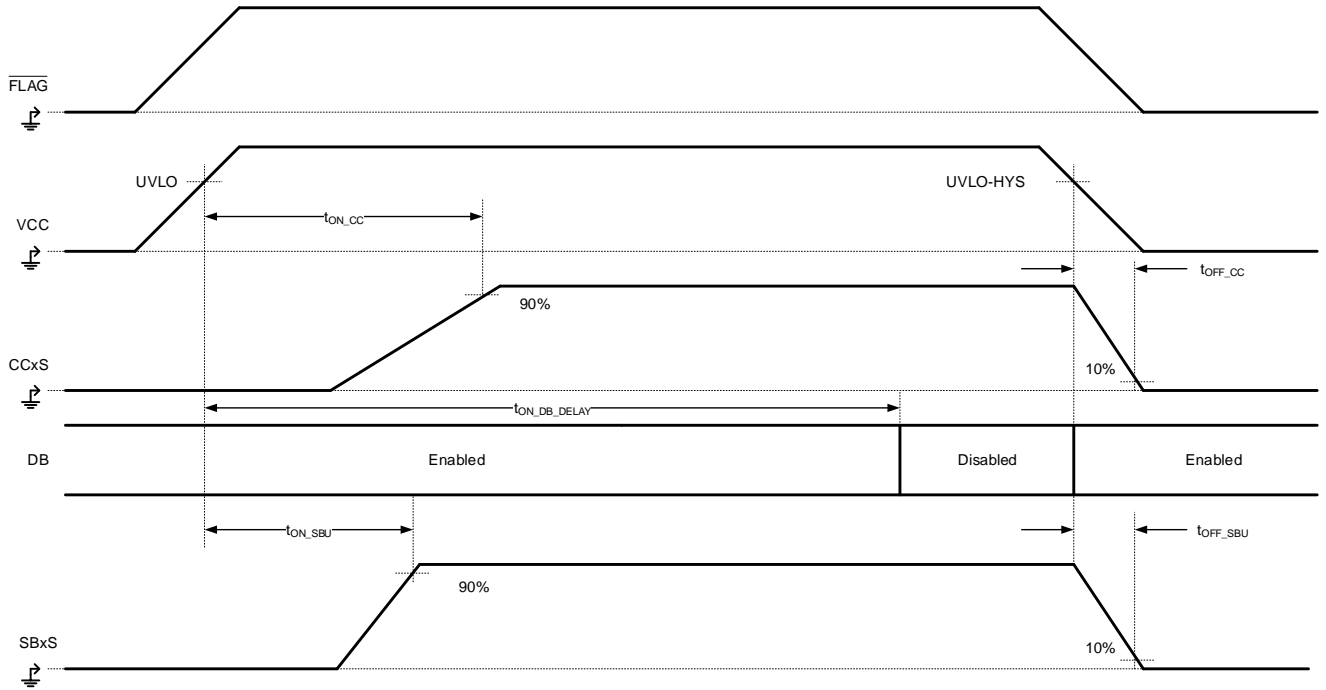 FLAG
UVLO
UVLO-HYS
VCC
tON_CC
tOFF_CC
90%
CCxS
10%
tON_DB_DELAY
DB
Enabled
Disabled
Enabled
tON_SBU
tOFF_SBU
90%
SBxS
10%